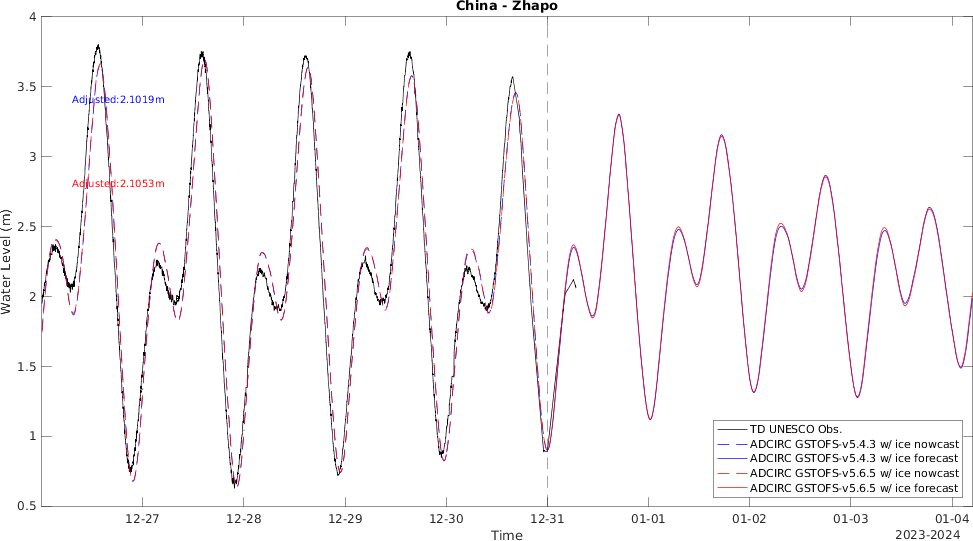 China - Zhapo
4
3.5
3
2.5
2
1.5
1
0.5
Water Level (m)
Adjusted:2.1019m
Adjusted:2.1053m
TD UNESCO Obs.
ADCIRC GSTOFS-v5.4.3 w/ ice nowcast
ADCIRC GSTOFS-v5.4.3 w/ ice forecast
ADCIRC GSTOFS-v5.6.5 w/ ice nowcast
ADCIRC GSTOFS-v5.6.5 w/ ice forecast
12-27 12-28 12-29 12-30 12-31 01-01 01-02 01-03 01-04
Time
2023-2024